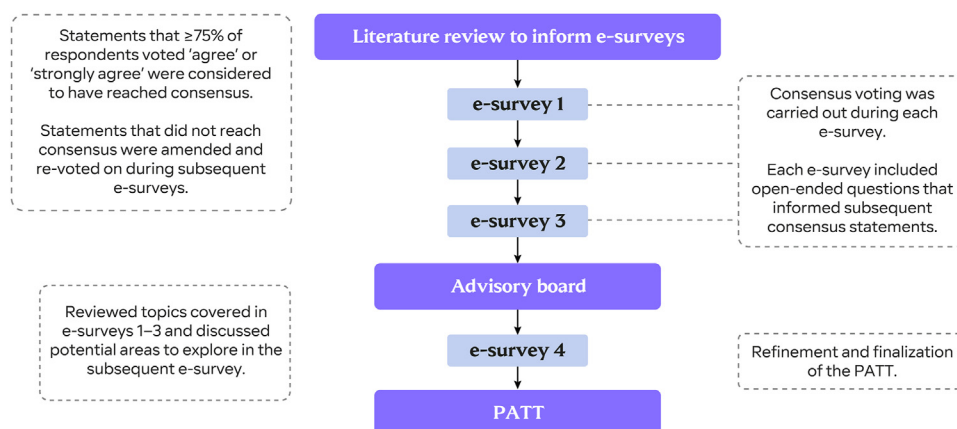 Statements that ≥75% of
respondents voted ‘agree’ or
‘strongly agree’ were considered
to have reached consensus.
Statements that did not reach
consensus were amended and
re-voted on during subsequent
e-surveys.
Literature review to inform e-surveys
e-survey 1
e-survey 2
e-survey 3
Consensus voting was
carried out during each
e-survey.
Each e-survey included
open-ended questions that
informed subsequent
consensus statements.
Advisory board
Reviewed topics covered in
e-surveys 1–3 and discussed
potential areas to explore in the
subsequent e-survey.
e-survey 4
Refinement and finalization
of the PATT.
PATT